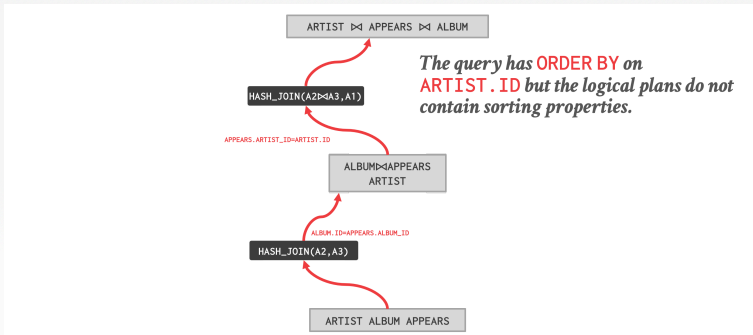 ARTIST ⋈ APPEARS ⋈ ALBUM
The query has ORDER BY on
ARTIST.ID but the logical plans do not
contain sorting properties.
HASH_JOIN(A2⋈A3,A1)
APPEARS.ARTIST_ID=ARTIST.ID
ALBUM⋈APPEARS
ARTIST
ALBUM.ID=APPEARS.ALBUM_ID
HASH_JOIN(A2,A3)
ARTIST ALBUM APPEARS